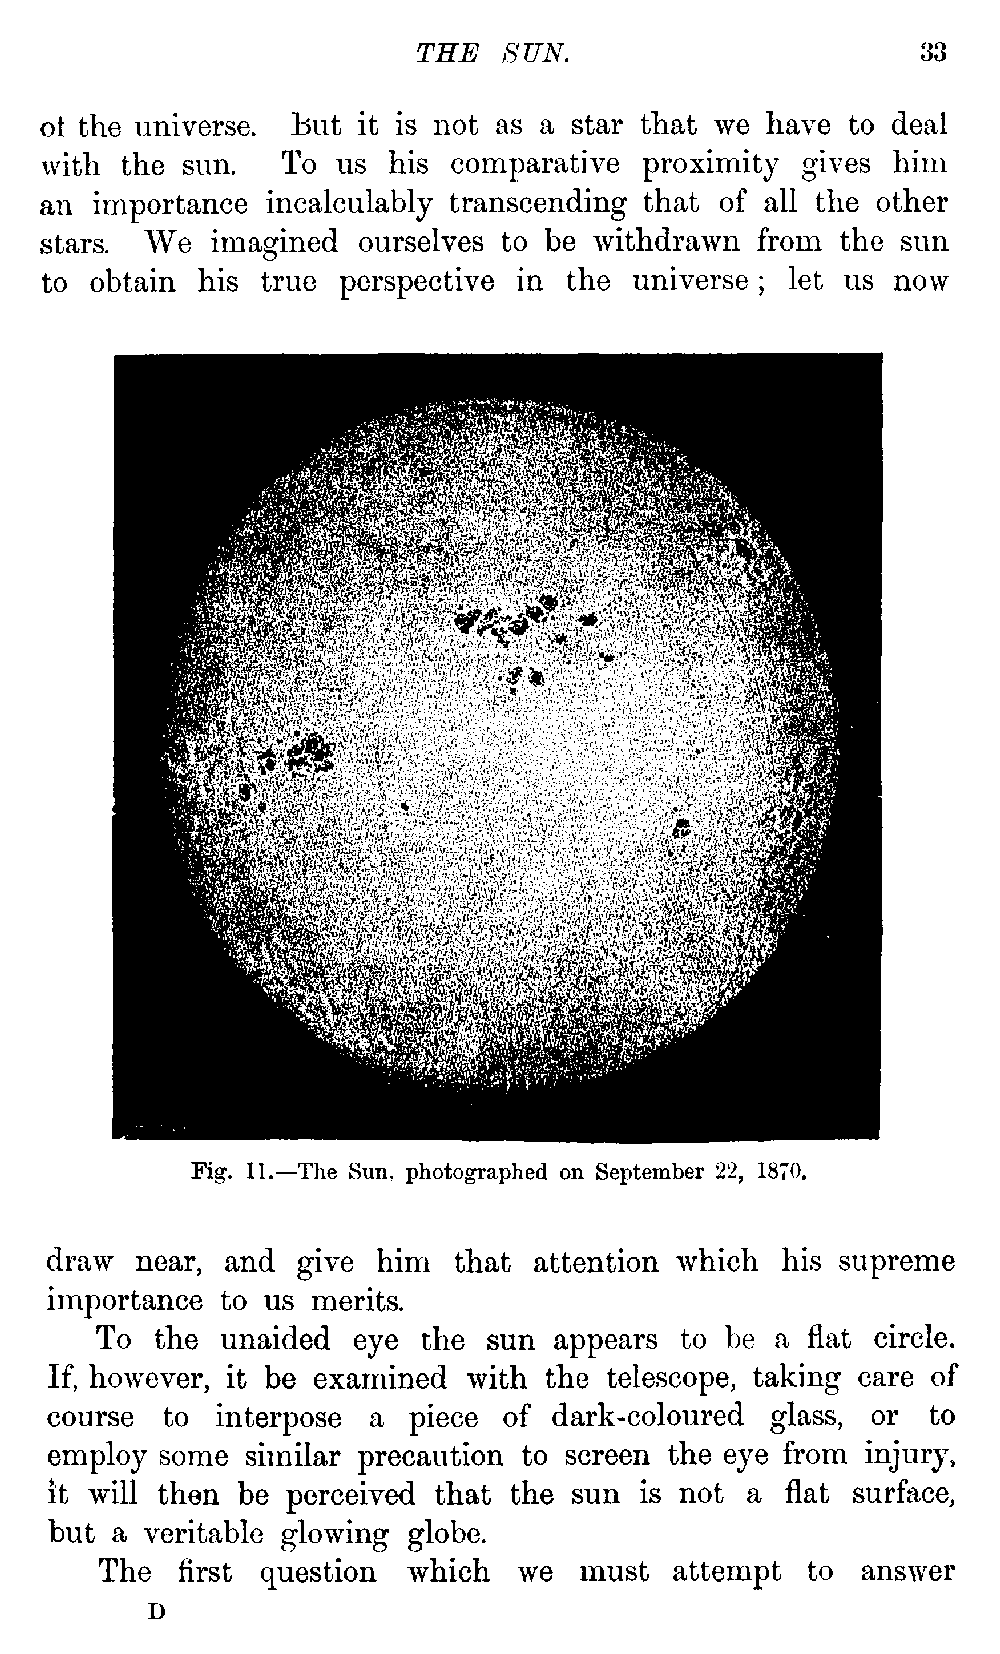 THE SUN. 33
of the universe. But it is not as a star that we have to deal
with the sun. To us his comparative proximity gives him
an importance incalculably transcending that of all the other
stars. We imagined ourselves to be withdrawn from the sun
to obtain his true perspective in the universe; let us now
Fig. 11.—The Sun, photographed on September 22, 1870.
draw near, and give him that attention which his supreme
importance to us merits.
To the unaided eye the sun appears to be a flat circle.
If, however, it be examined with the telescope, taking care of
course to interpose a piece of dark-coloured glass, or to
employ some similar precaution to screen the eye from injury,
it will then be perceived that the sun is not a flat surface,
but a veritable glowing globe.
The first question which we must attempt to answer
D